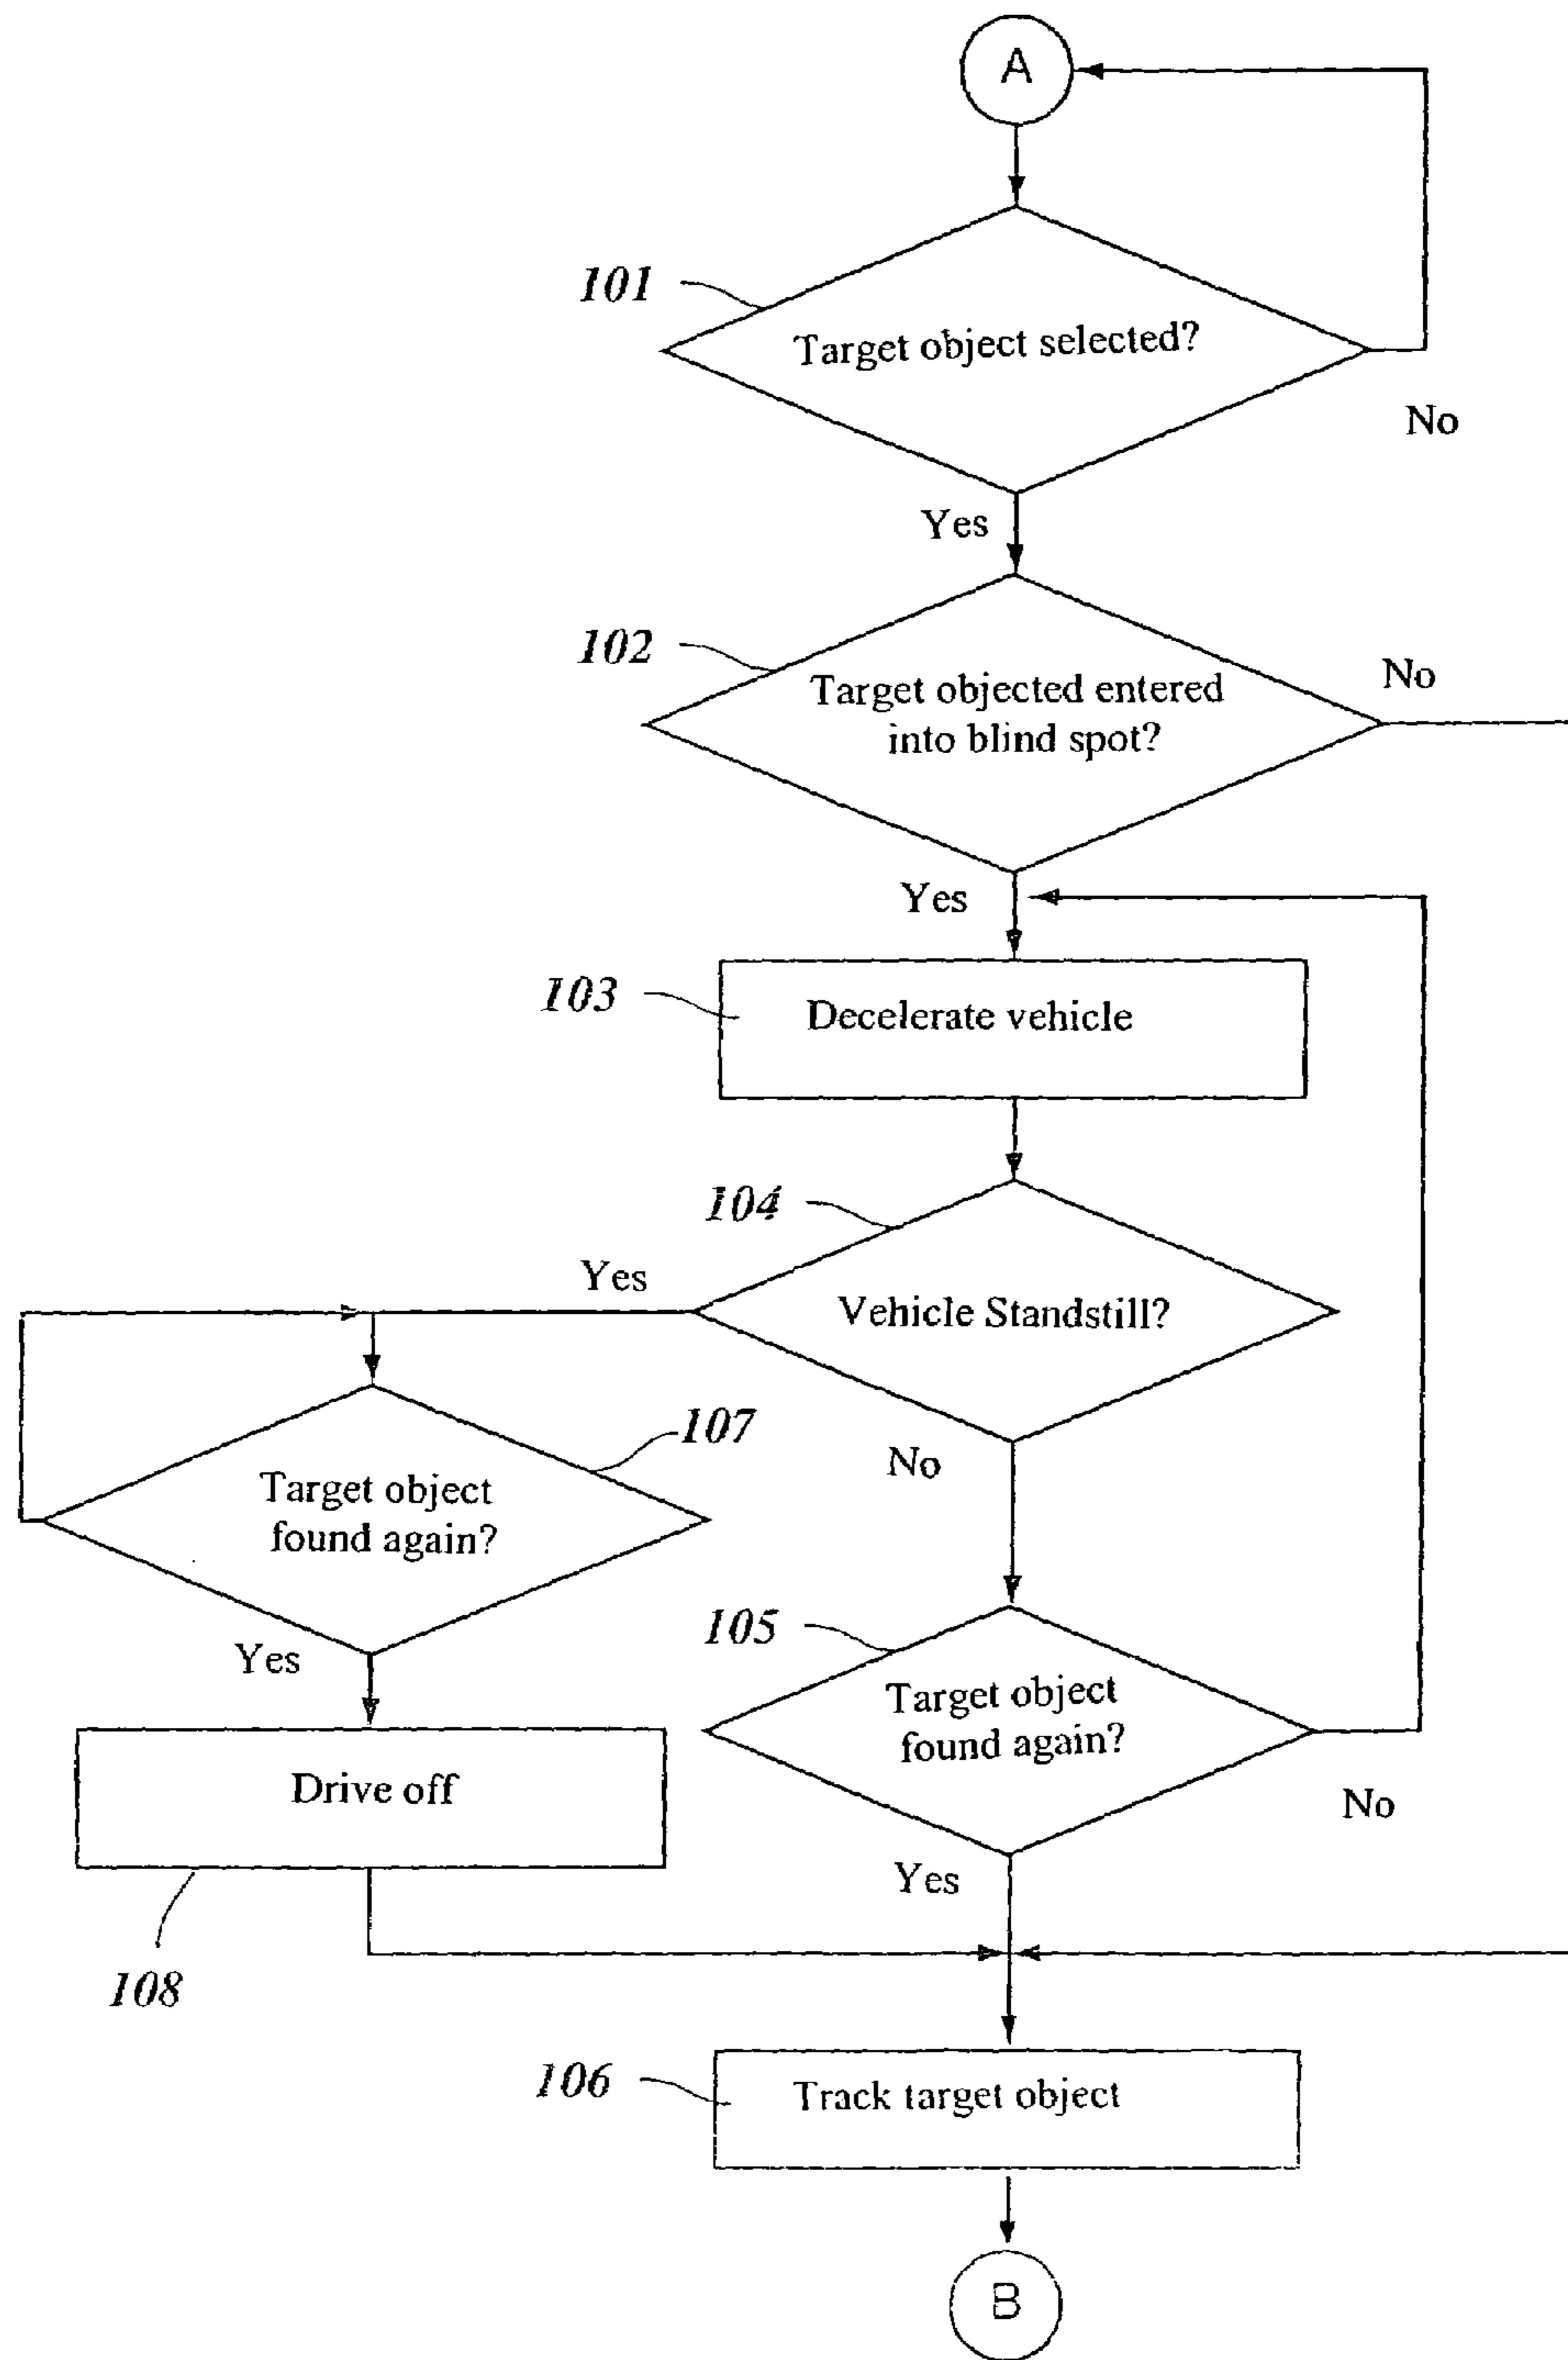 A
101
Target object selected?
No
Yes
102
Target objected entered
into blind spot?
No
Yes
103
Decelerate vehicle
104
Yes
Vehicle Standstill?
107
No
Target object
found again?
105
Yes
Target object
found again?
Drive off
No
Yes
108
106
Track target object
B